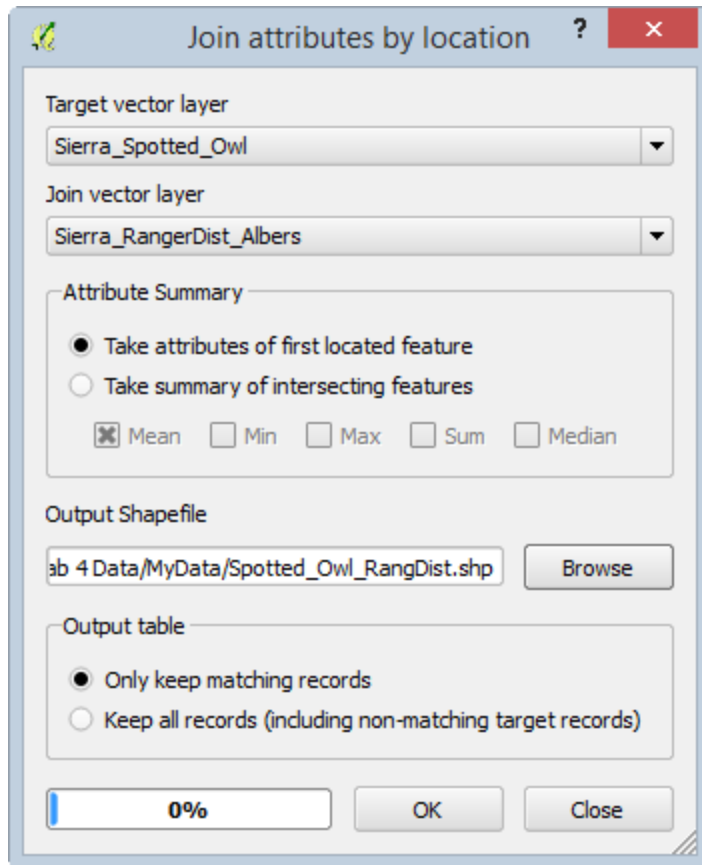 Join attributes by location ?
Target vector layer
Sierra_Spotted_Owl
Join vector layer
Sierra_RangerDist_Albers
Attribute Summary
Take attributes of first located feature
Take summary of intersecting features
Mean Min Max Sum Median
Output Shapefile
ab 4 Data/MyData/Spotted_Owl_RangDist.shp Browse
Output table
Only keep matching records
Keep all records (including non-matching target records)
0% OK Close